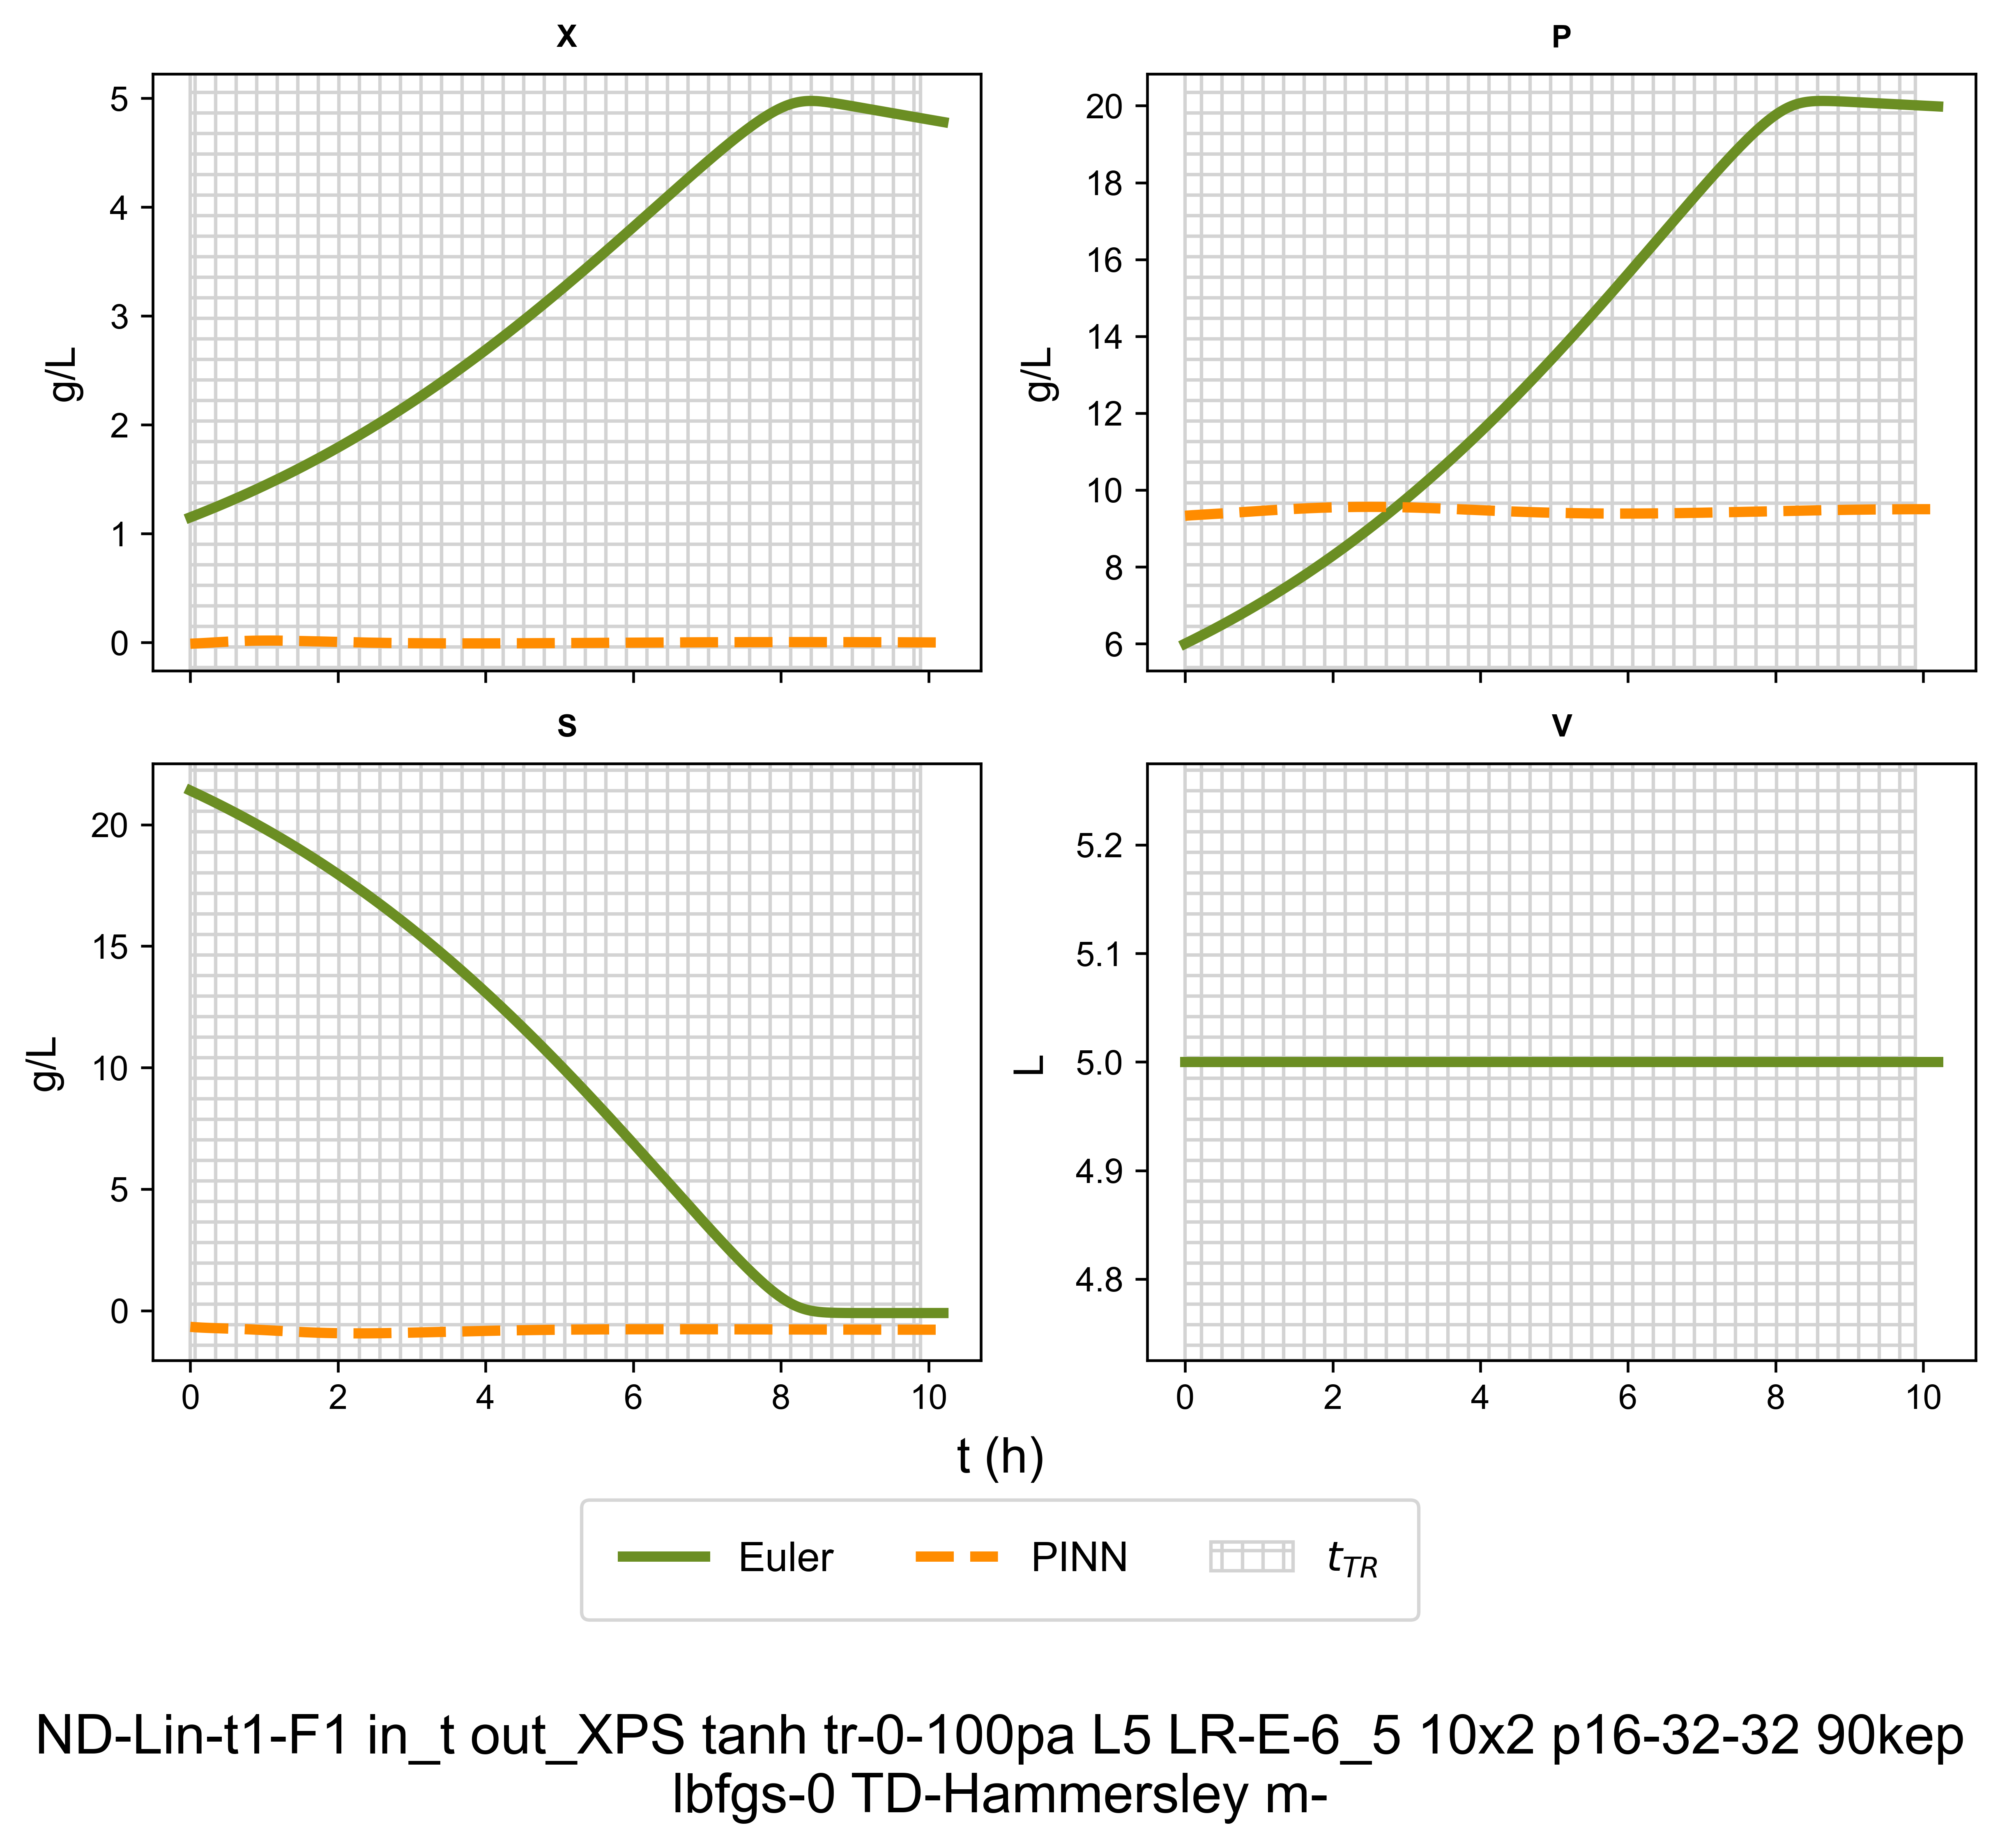 X
P
5
4
3
2
1
0
g/L
20
18
16
14
12
10
8
6
g/L
S
V
20
15
10
5
0
g/L
0 2 4 6 8 10
5.2
5.1
5.0
4.9
4.8
L
0 2 4 6 8 10
t (h)
Euler PINN t_TR
ND-Lin-t1-F1 in_t out_XPS tanh tr-0-100pa L5 LR-E-6_5 10x2 p16-32-32 90kep
lbfgs-0 TD-Hammersley m-